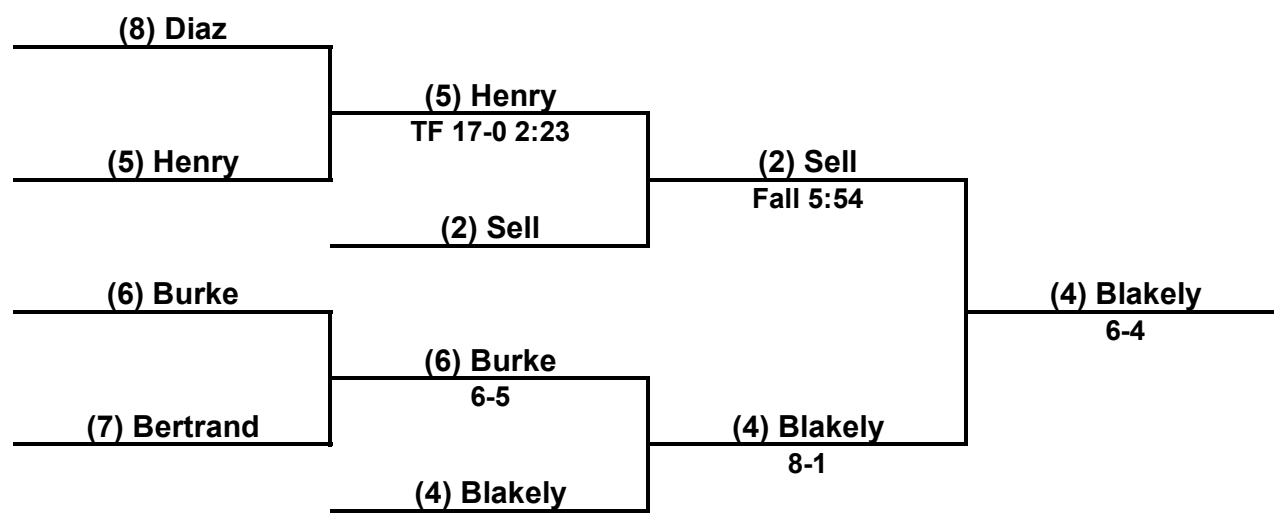 (8) Diaz
(5) Henry
TF 17-0 2:23
(5) Henry
(2) Sell
Fall 5:54
(2) Sell
(6) Burke
(4) Blakely
6-4
(6) Burke
6-5
(7) Bertrand
(4) Blakely
8-1
(4) Blakely